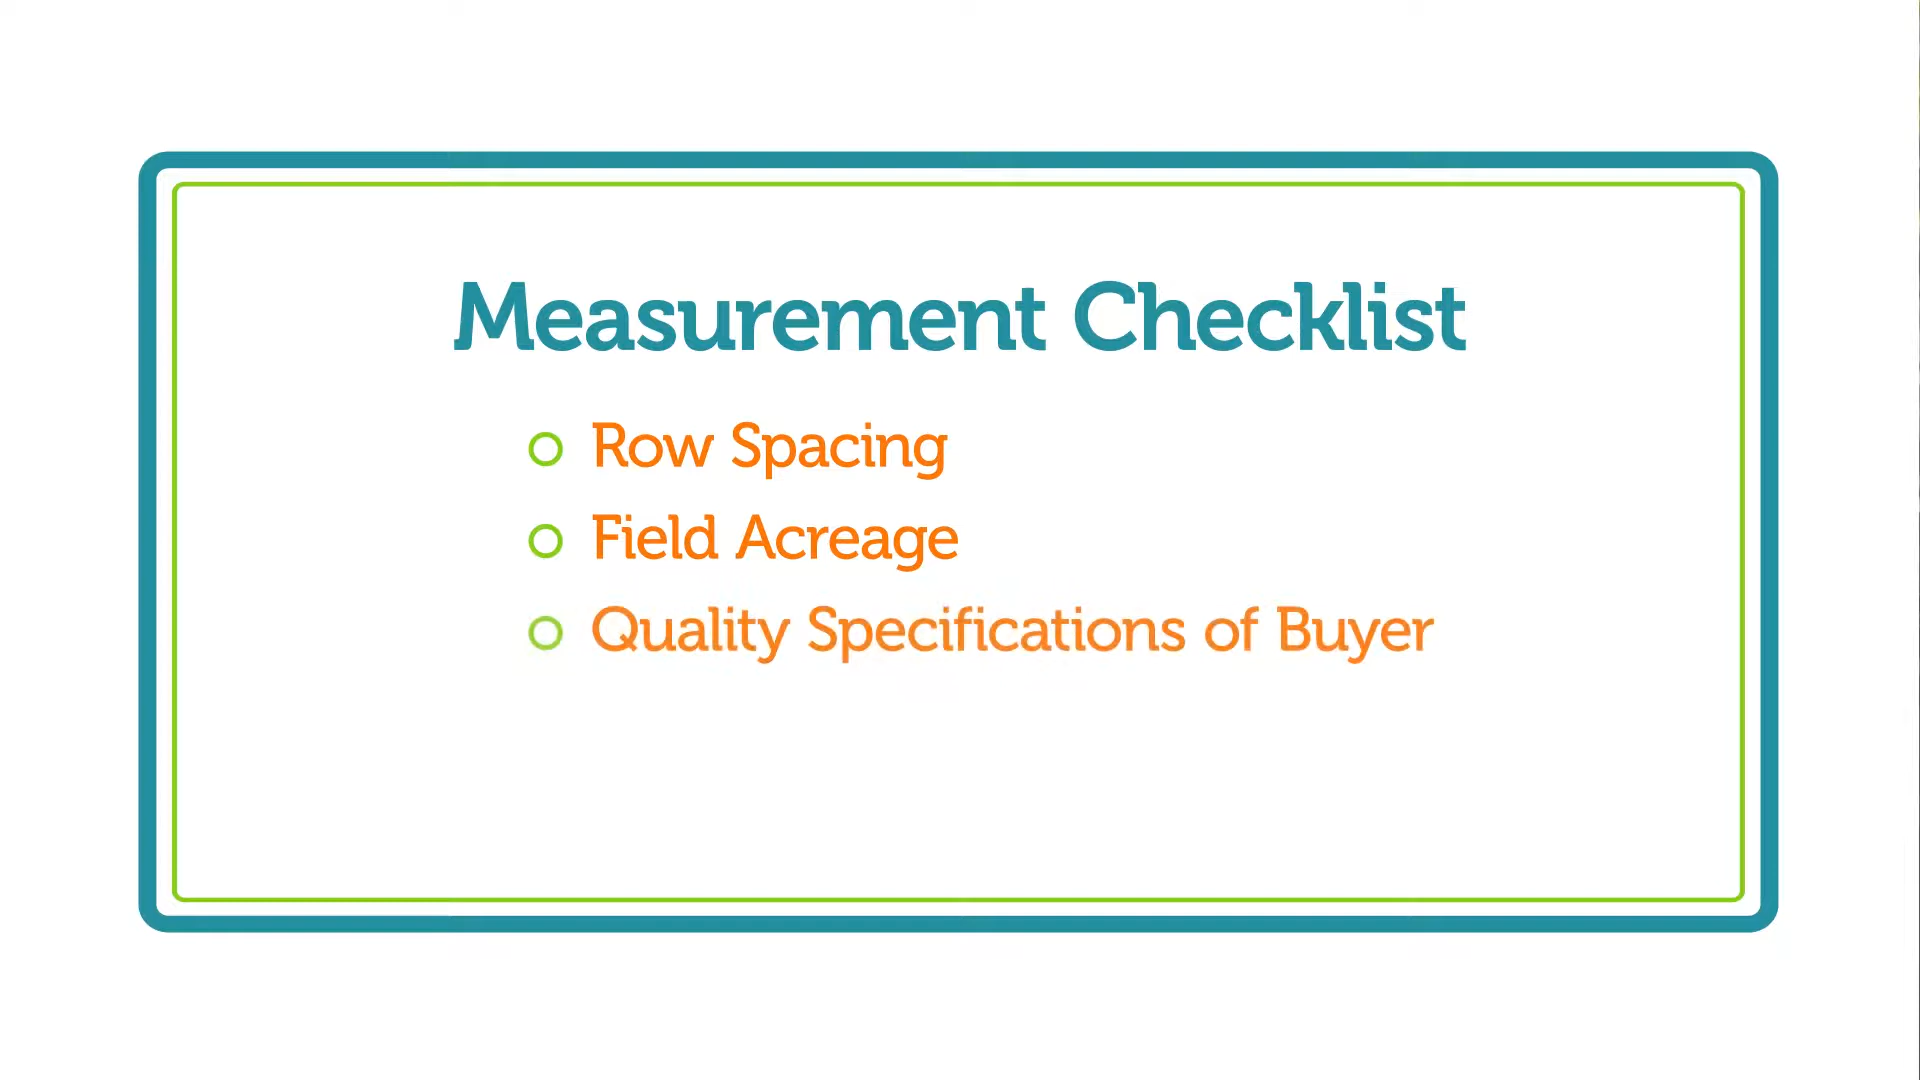 Measurement Checklist
Row Spacing
Field Acreage
Quality Specifications of Buyer